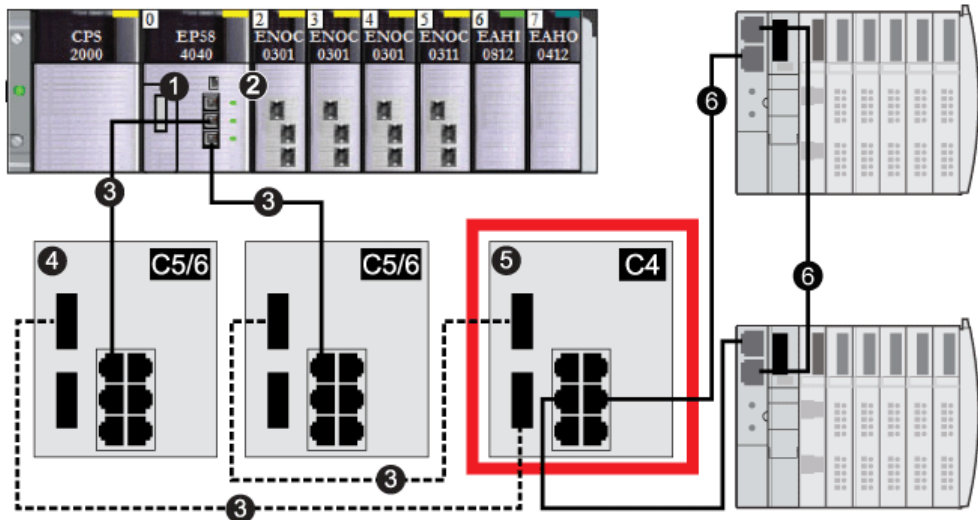 0 2 3 4 5 6 7
CPS EP58 ENOC ENOC ENOC ENOC EAHI EAHO
2000 4040 0301 0301 0301 0311 0812 0412
1 2
3 3
6 6
4 C5/6 C5/6 5 C4
3
3